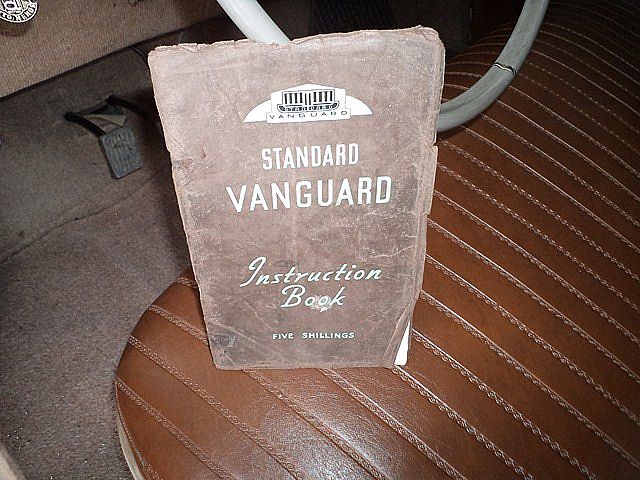 STANDARD
VANGUARD
STANDARD
VANGUARD
Instruction
Book
FIVE SHILLINGS